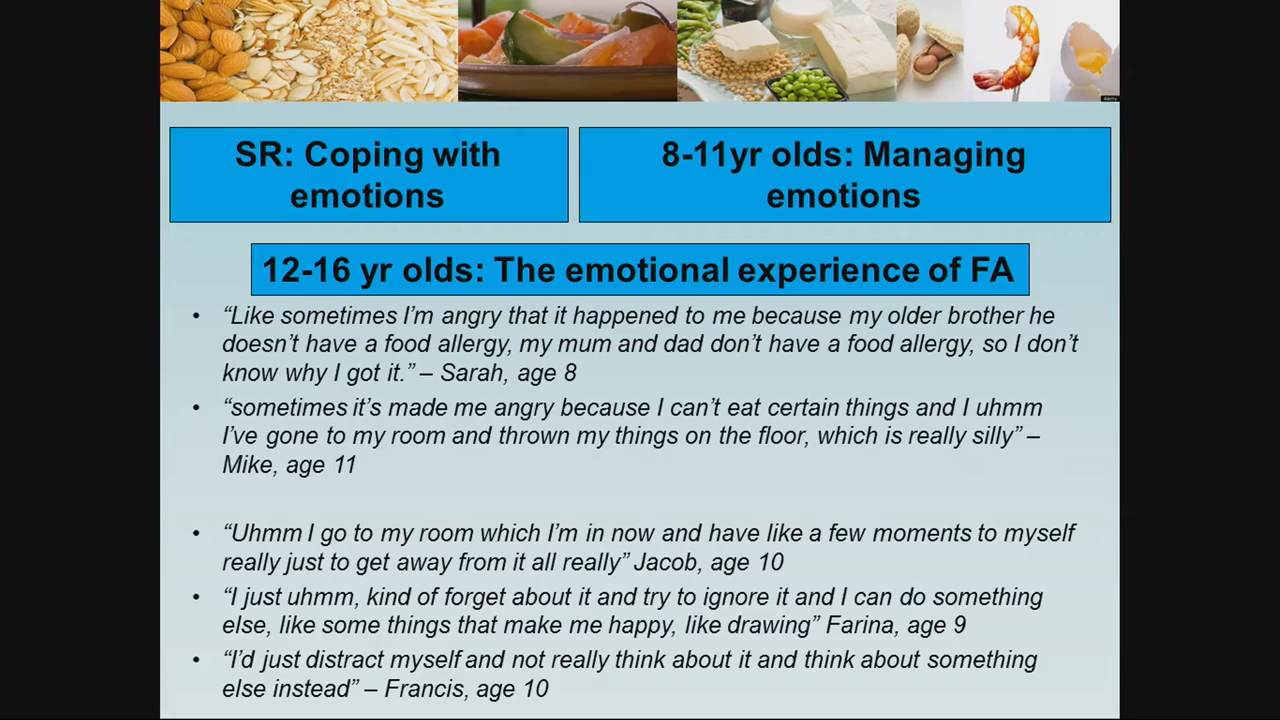 SR: Coping with
emotions
8-11yr olds: Managing
emotions
12-16 yr olds: The emotional experience of FA
• “Like sometimes I’m angry that it happened to me because my older brother he
doesn’t have a food allergy, my mum and dad don’t have a food allergy, so I don’t
know why I got it.” – Sarah, age 8
• “sometimes it’s made me angry because I can’t eat certain things and I uhmm
I’ve gone to my room and thrown my things on the floor, which is really silly” –
Mike, age 11
• “Uhmm I go to my room which I’m in now and have like a few moments to myself
really just to get away from it all really” Jacob, age 10
• “I just uhmm, kind of forget about it and try to ignore it and I can do something
else, like some things that make me happy, like drawing” Farina, age 9
• “I’d just distract myself and not really think about it and think about something
else instead” – Francis, age 10